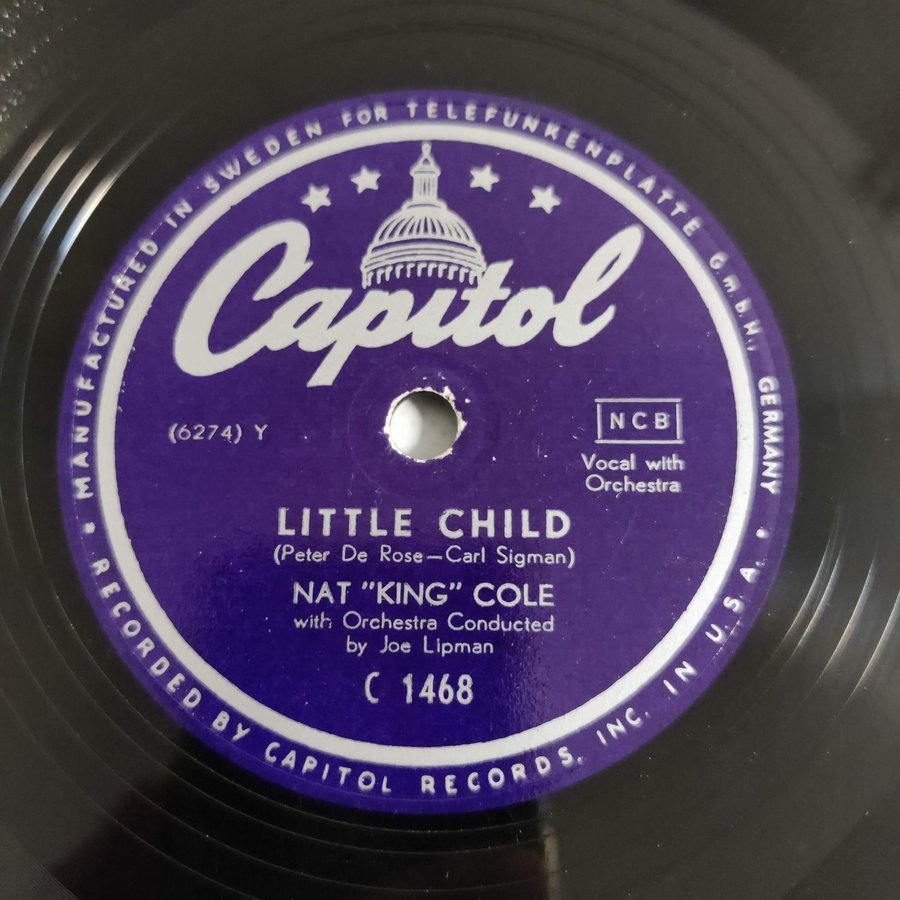 MANUFACTURED IN SWEDEN FOR TELEFUNKENPLATTE G.m.b.H., GERMANY
Capitol
(6274) Y
NCB
Vocal with
Orchestra
LITTLE CHILD
(Peter De Rose—Carl Sigman)
NAT "KING" COLE
with Orchestra Conducted
by Joe Lipman
C 1468
• RECORDED BY CAPITOL RECORDS, INC. IN U.S.A. •